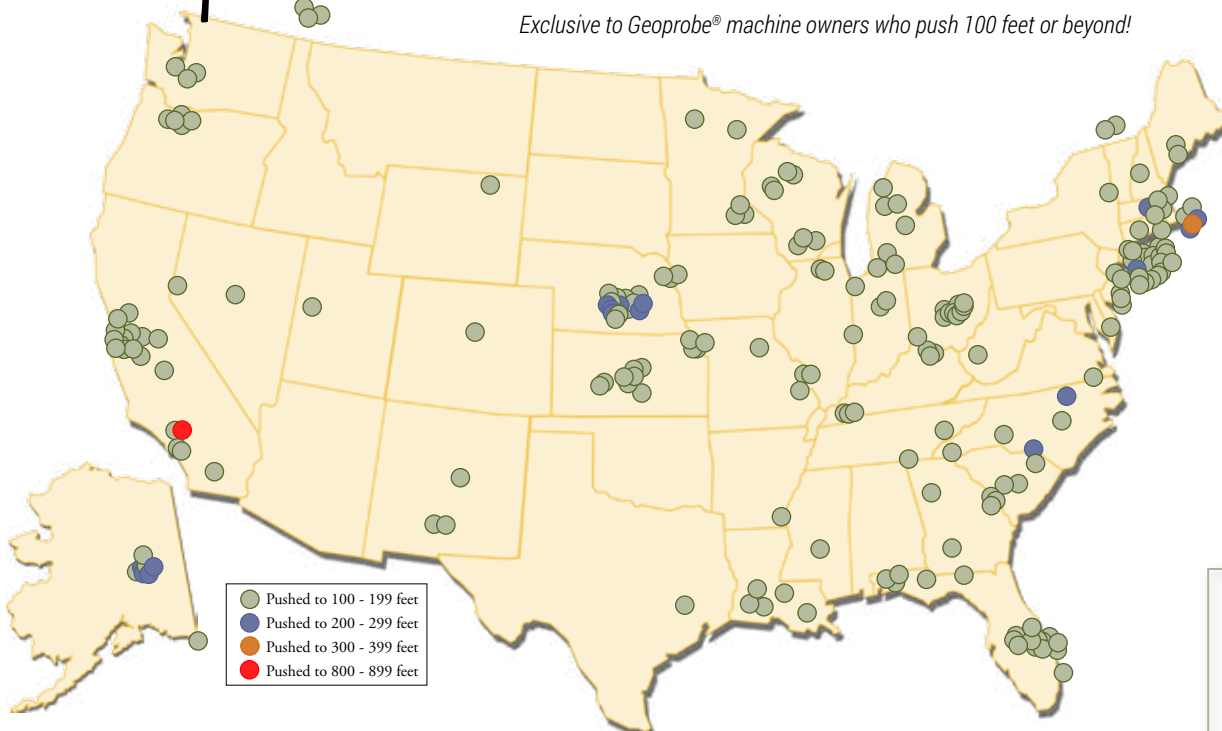 Exclusive to Geoprobe® machine owners who push 100 feet or beyond!
Pushed to 100 - 199 feet
Pushed to 200 - 299 feet
Pushed to 300 - 399 feet
Pushed to 800 - 899 feet